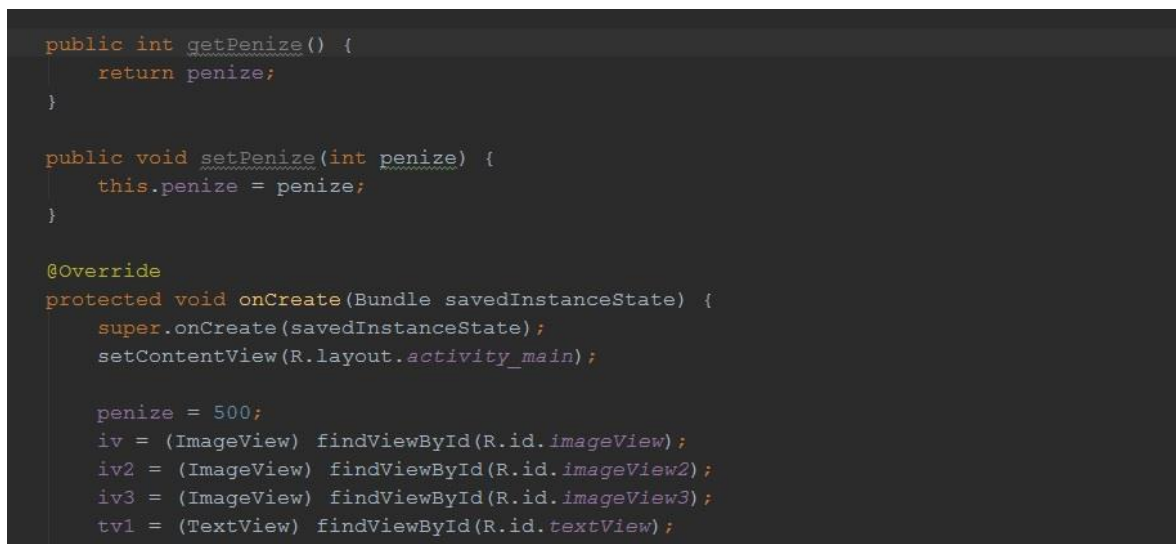 public int getPenize() {
return penize;
}
public void setPenize(int penize) {
this.penize = penize;
}
@Override
protected void onCreate(Bundle savedInstanceState) {
super.onCreate(savedInstanceState);
setContentView(R.layout.activity_main);
penize = 500;
iv = (ImageView) findViewById(R.id.imageView);
iv2 = (ImageView) findViewById(R.id.imageView2);
iv3 = (ImageView) findViewById(R.id.imageView3);
tv1 = (TextView) findViewById(R.id.textView);